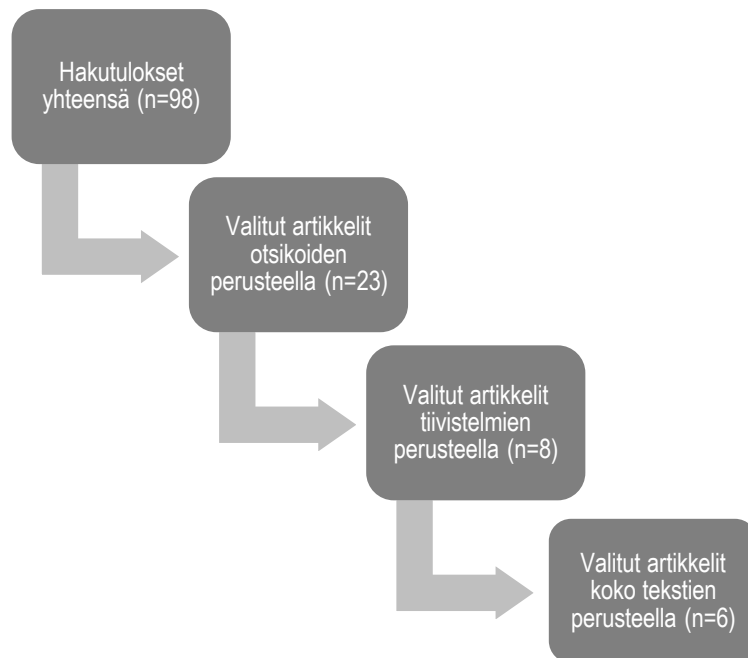 Hakutulokset
yhteensä (n=98)
Valitut artikkelit
otsikoiden
perusteella (n=23)
Valitut artikkelit
tiivistelmien
perusteella (n=8)
Valitut artikkelit
koko tekstien
perusteella (n=6)